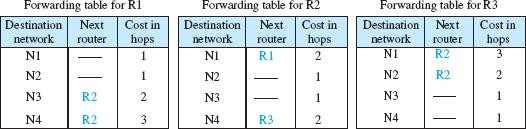 Forwarding table for R1
Destination network Next router Cost in hops
N1 —— 1
N2 —— 1
N3 R2 2
N4 R2 3
Forwarding table for R2
Destination network Next router Cost in hops
N1 R1 2
N2 —— 1
N3 —— 1
N4 R3 2
Forwarding table for R3
Destination network Next router Cost in hops
N1 R2 3
N2 R2 2
N3 —— 1
N4 —— 1